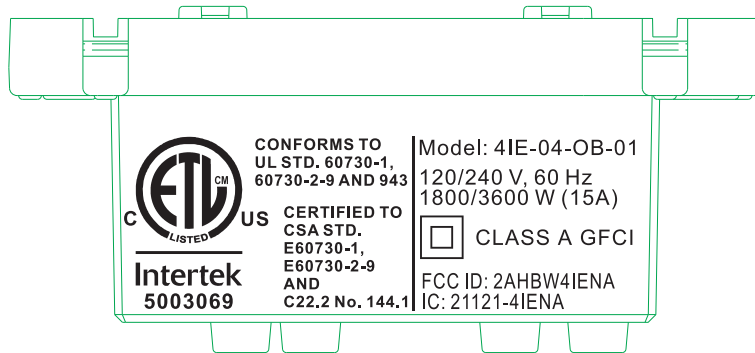 CONFORMS TO
UL STD. 60730-1,
60730-2-9 AND 943
ETL
CM
C
US
LISTED
Intertek
5003069
CERTIFIED TO
CSA STD.
E60730-1,
E60730-2-9
AND
C22.2 No. 144.1
Model: 4IE-04-OB-01
120/240 V, 60 Hz
1800/3600 W (15A)
CLASS A GFCI
FCC ID: 2AHBW4IENA
IC: 21121-4IENA